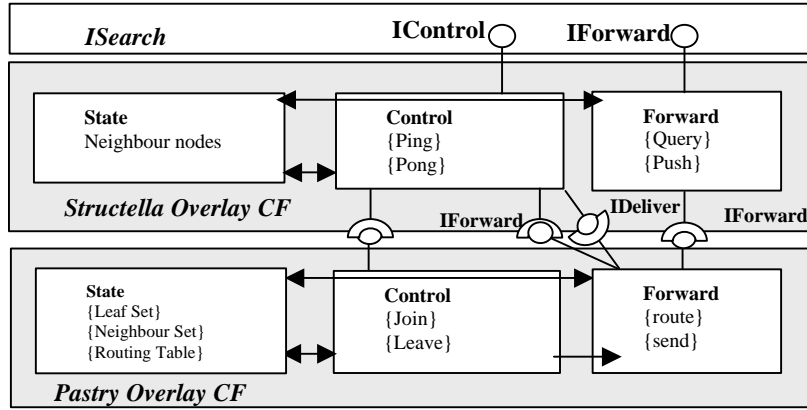 ISearch
IControl
IForward
State
Neighbour nodes
Control
{Ping}
{Pong}
Forward
{Query}
{Push}
Structella Overlay CF
IForward
IDeliver
IForward
State
{Leaf Set}
{Neighbour Set}
{Routing Table}
Control
{Join}
{Leave}
Forward
{route}
{send}
Pastry Overlay CF